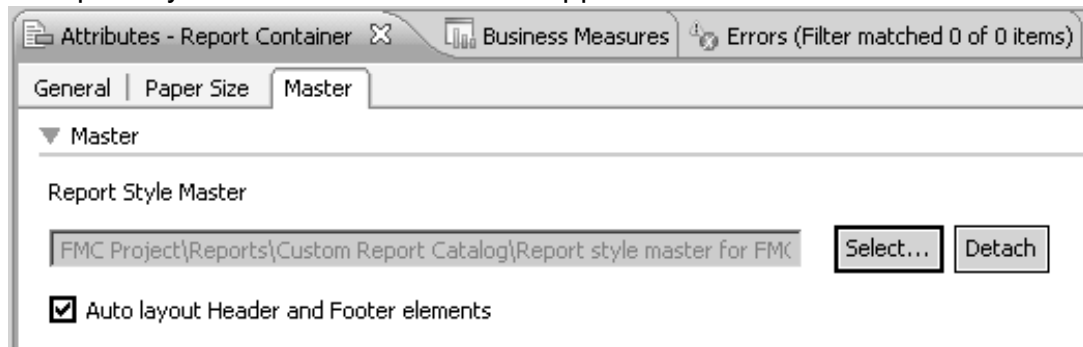 Attributes - Report Container Business Measures Errors (Filter matched 0 of 0 items)
General | Paper Size Master
Master
Report Style Master
FMC Project\Reports\Custom Report Catalog\Report style master for FMC Select... Detach
Auto layout Header and Footer elements